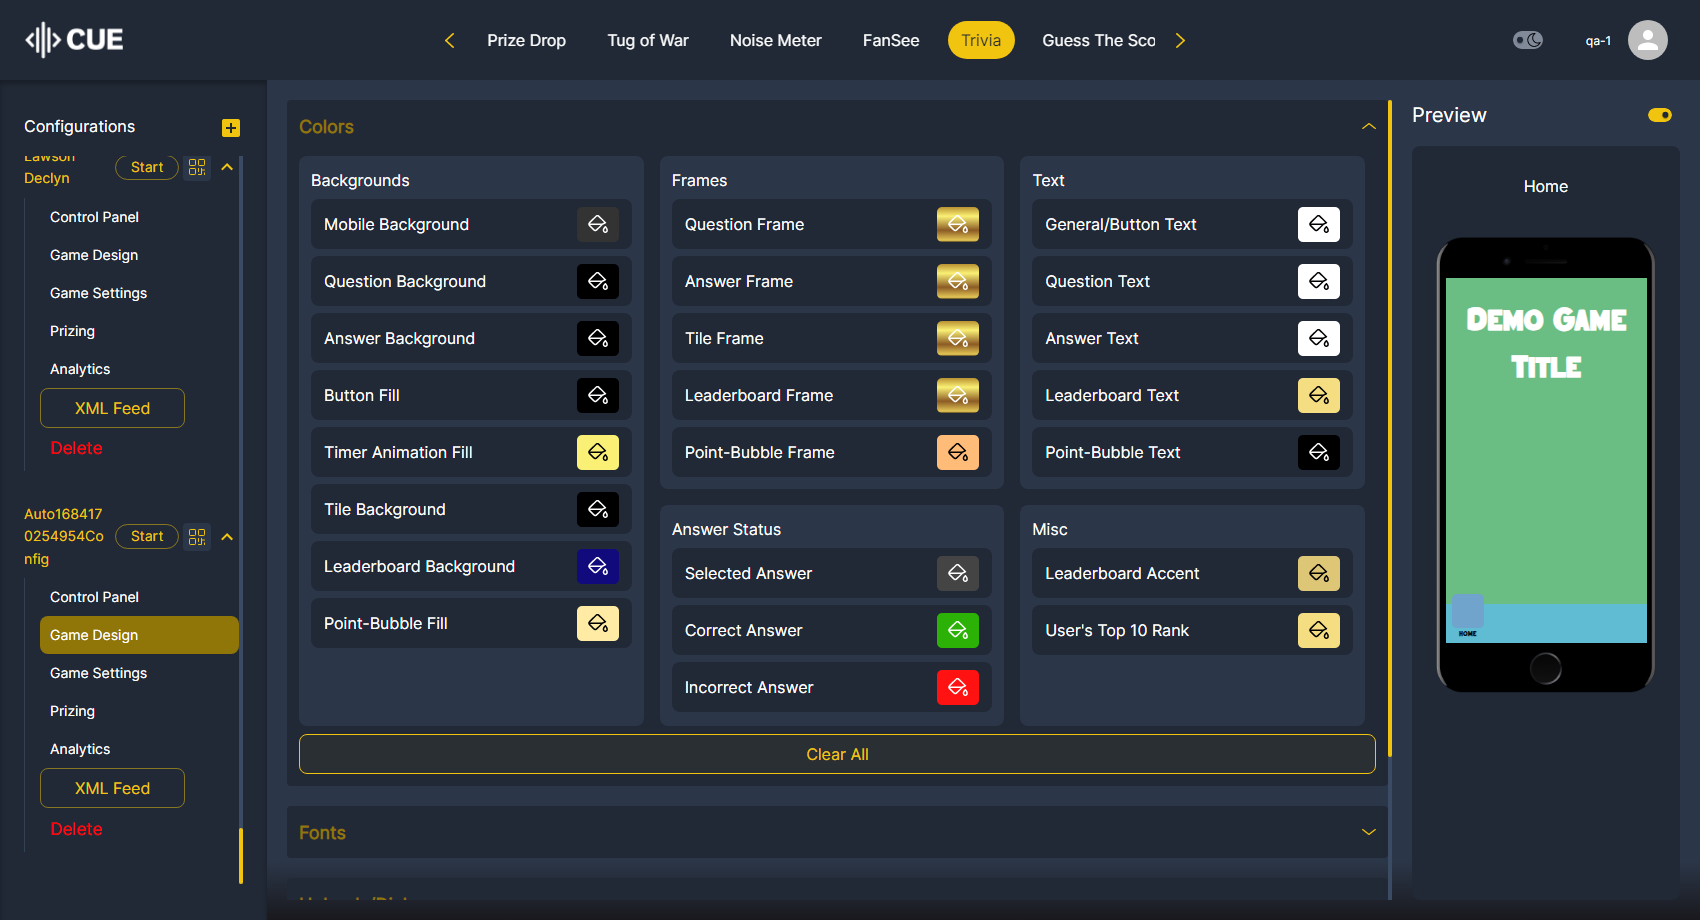 CUE
Prize Drop
Tug of War
Noise Meter
FanSee
Trivia
Guess The Sco
qa-1
Configurations
Lawson
Declyn
Start
Control Panel
Game Design
Game Settings
Prizing
Analytics
XML Feed
Delete
Auto168417
0254954Co
nfig
Start
Control Panel
Game Design
Game Settings
Prizing
Analytics
XML Feed
Delete
Colors
Backgrounds
Mobile Background
Question Background
Answer Background
Button Fill
Timer Animation Fill
Tile Background
Leaderboard Background
Point-Bubble Fill
Frames
Question Frame
Answer Frame
Tile Frame
Leaderboard Frame
Point-Bubble Frame
Text
General/Button Text
Question Text
Answer Text
Leaderboard Text
Point-Bubble Text
Answer Status
Selected Answer
Correct Answer
Incorrect Answer
Misc
Leaderboard Accent
User's Top 10 Rank
Clear All
Fonts
Preview
Home
Demo Game
Title
HOME